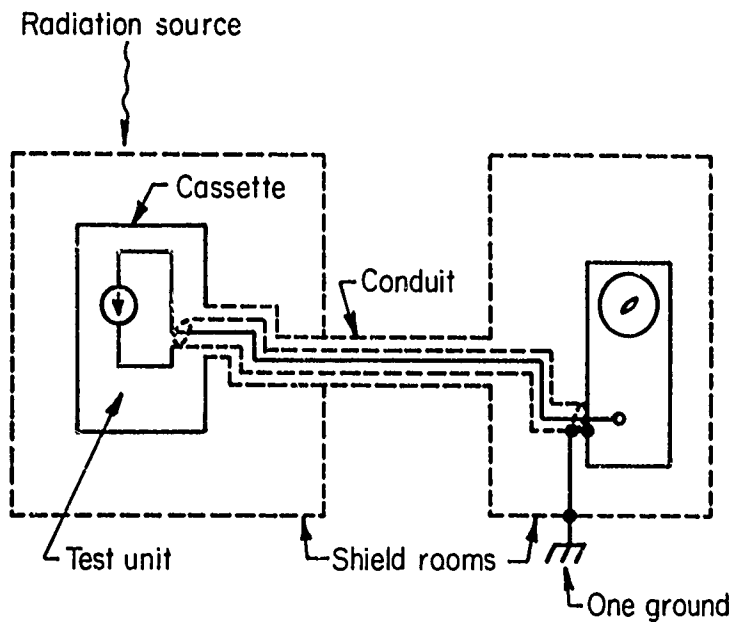 Radiation source
Cassette
Conduit
Test unit
Shield rooms
One ground